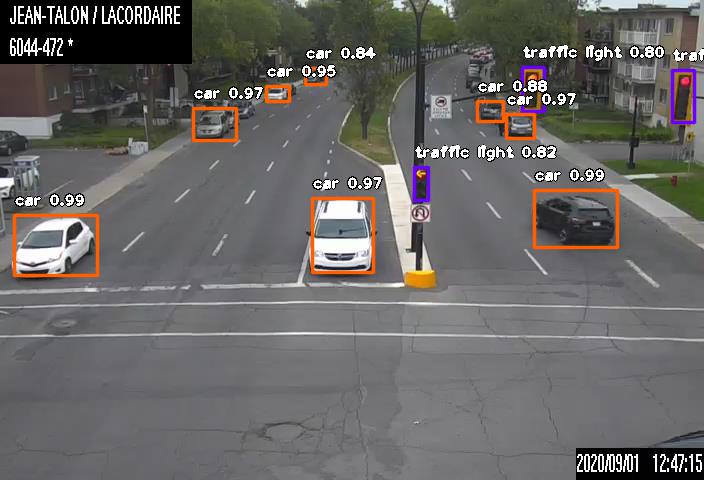 JEAN-TALON / LACORDAIRE
6044-472 *
car 0.84
car 0.95
car 0.97
traffic light 0.80
traf
car 0.88
car 0.97
traffic light 0.82
car 0.99
car 0.97
car 0.99
2020/09/01 12:47:15